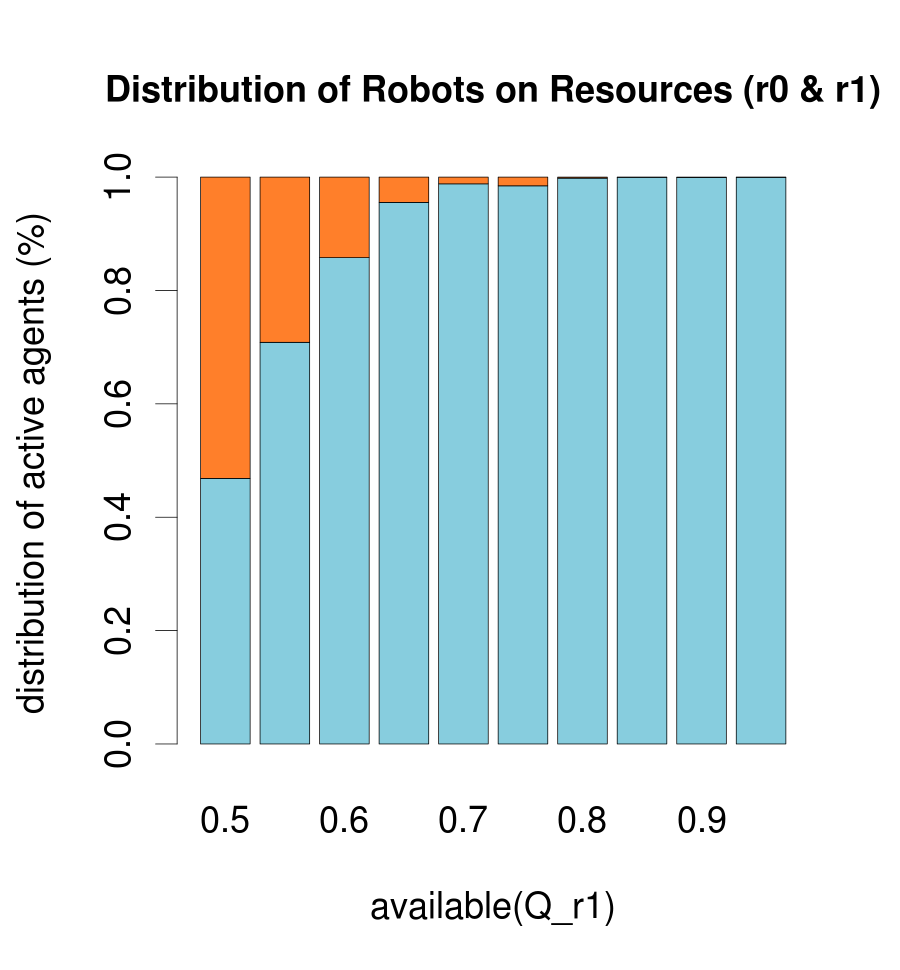 Distribution of Robots on Resources (r0 & r1)
distribution of active agents (%)
1.0
0.8
0.6
0.4
0.2
0.0
0.5 0.6 0.7 0.8 0.9
available(Q_r1)